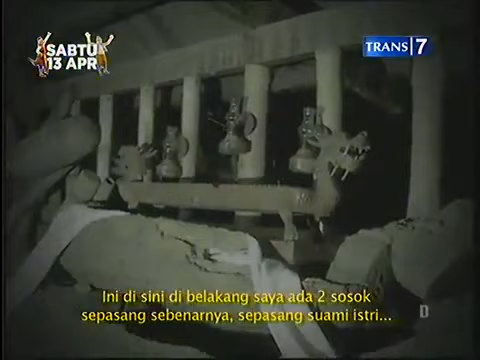 SABTU
13 APR
TRANS|7
Ini di sini di belakang saya ada 2 sosok
sepasang sebenarnya, sepasang suami istri...
D